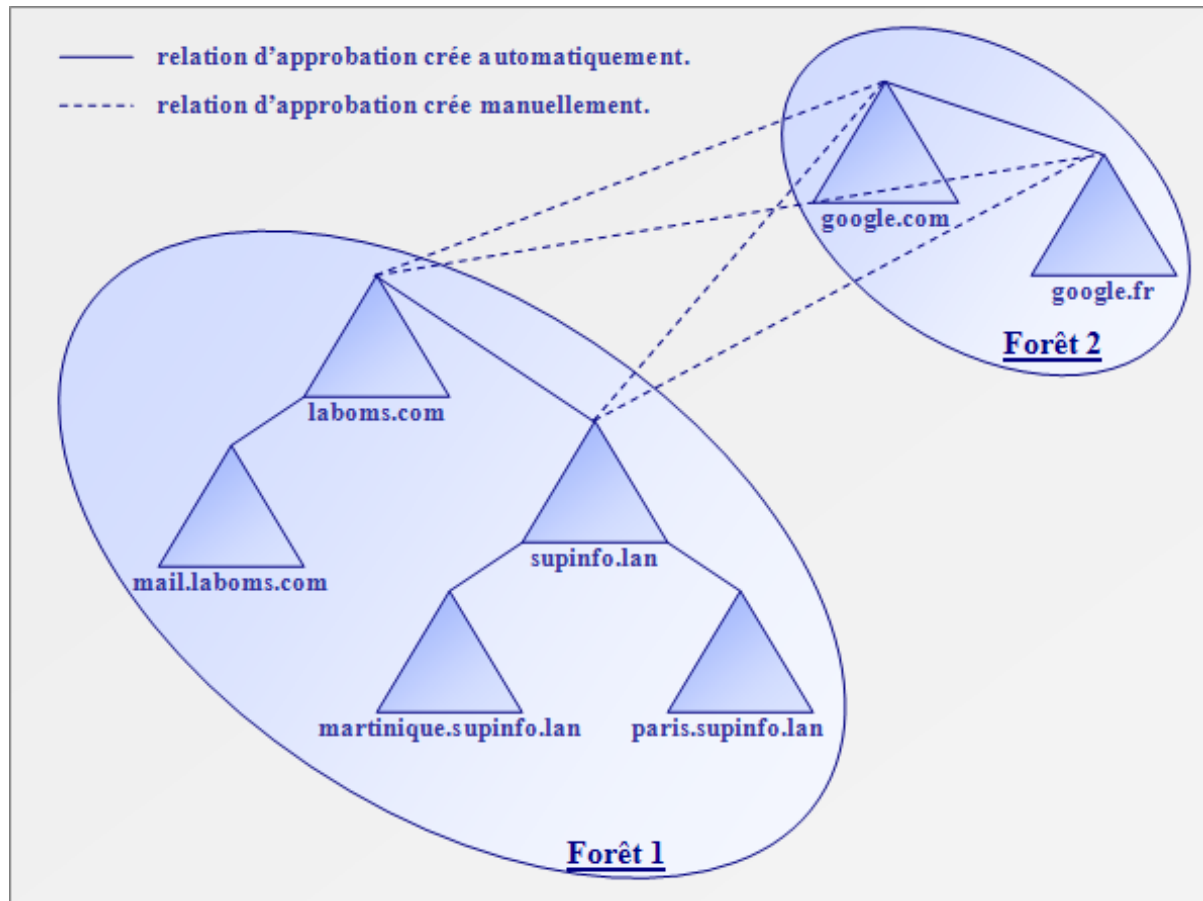 relation d'approbation crée automatiquement.
relation d'approbation crée manuellement.
google.com
google.fr
Forêt 2
laboms.com
supinfo.lan
mail.laboms.com
martinique.supinfo.lan
paris.supinfo.lan
Forêt 1